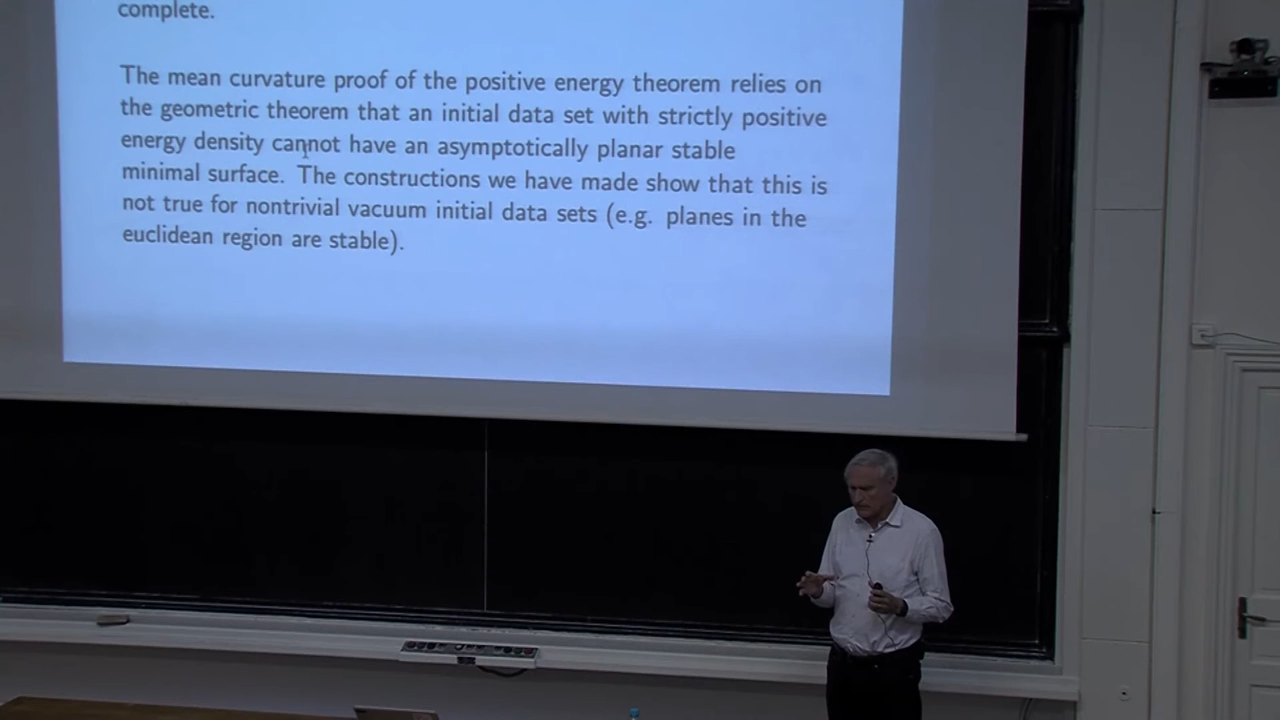 complete.
The mean curvature proof of the positive energy theorem relies on
the geometric theorem that an initial data set with strictly positive
energy density cannot have an asymptotically planar stable
minimal surface. The constructions we have made show that this is
not true for nontrivial vacuum initial data sets (e.g. planes in the
euclidean region are stable).